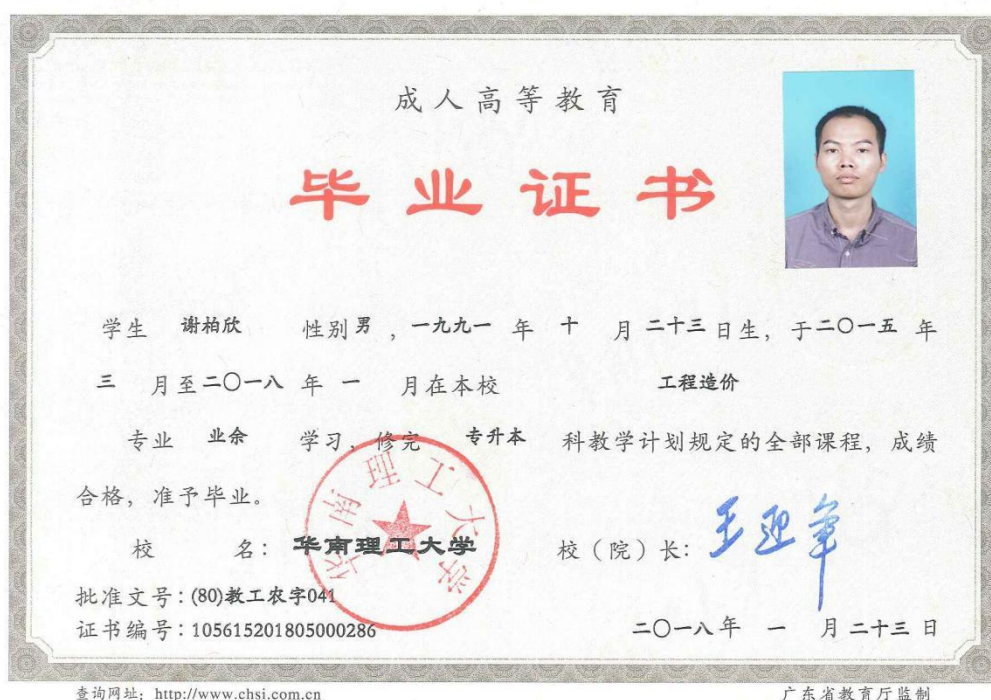 成人高等教育
毕业证书
学生 谢柏欣 性别 男 ，一九九一 年 十 月 二十三 日生，于 二〇一五 年
三 月至 二〇一八 年 一 月在本校 工程造价
专业 业余 学习，修完 专升本 科教学计划规定的全部课程，成绩
合格，准予毕业。
校 名：华南理工大学 校（院）长：王迎军
华南理工大学
批准文号：(80)教工农字041
证书编号：105615201805000286 二〇一八 年 一 月 二十三 日
查询网址：http://www.chsi.com.cn 广东省教育厅监制